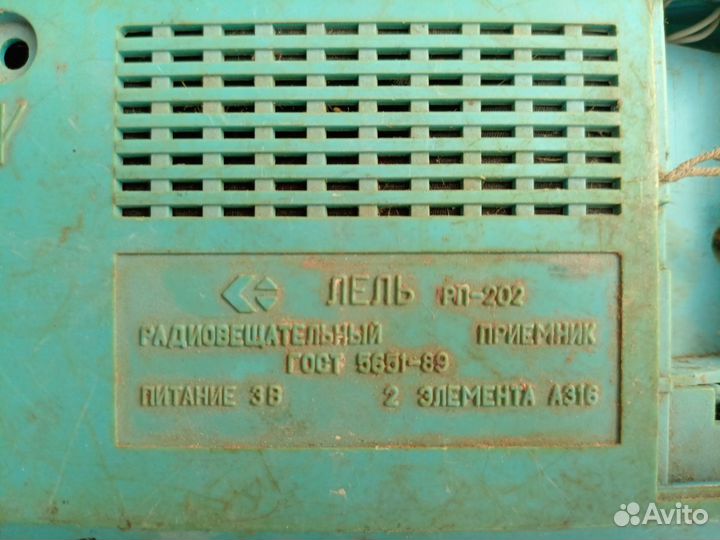 ЛЕЛЬ РП-202
РАДИОВЕЩАТЕЛЬНЫЙ ПРИЕМНИК
ГОСТ 5651-89
ПИТАНИЕ 3В 2 ЭЛЕМЕНТА А316
Avito